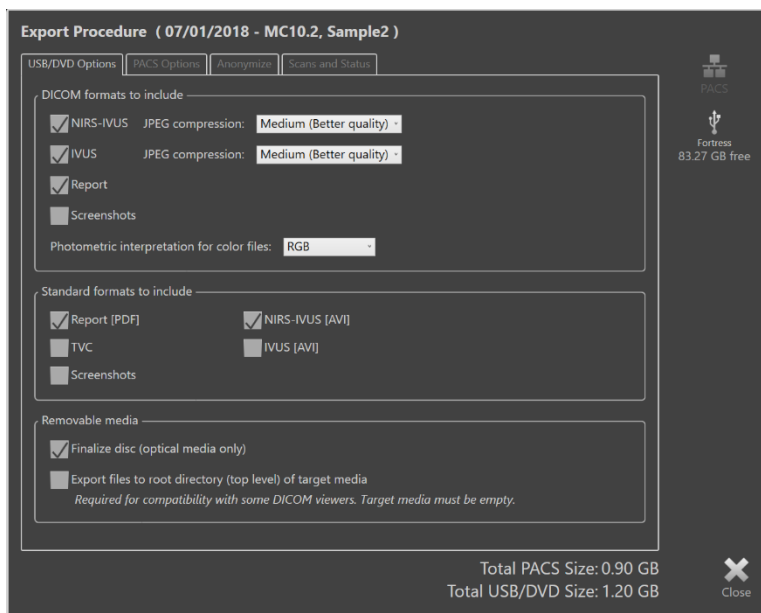 Export Procedure ( 07/01/2018 - MC10.2, Sample2 )
USB/DVD Options PACS Options Anonymize Scans and Status
PACS
Fortress
83.27 GB free
DICOM formats to include
NIRS-IVUS JPEG compression: Medium (Better quality)
IVUS JPEG compression: Medium (Better quality)
Report
Screenshots
Photometric interpretation for color files: RGB
Standard formats to include
Report [PDF] NIRS-IVUS [AVI]
TVC IVUS [AVI]
Screenshots
Removable media
Finalize disc (optical media only)
Export files to root directory (top level) of target media
Required for compatibility with some DICOM viewers. Target media must be empty.
Total PACS Size: 0.90 GB
Total USB/DVD Size: 1.20 GB
Close